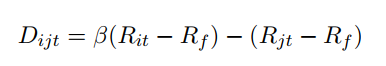 D_{ijt} = β(R_{it} − R_f) − (R_{jt} − R_f)